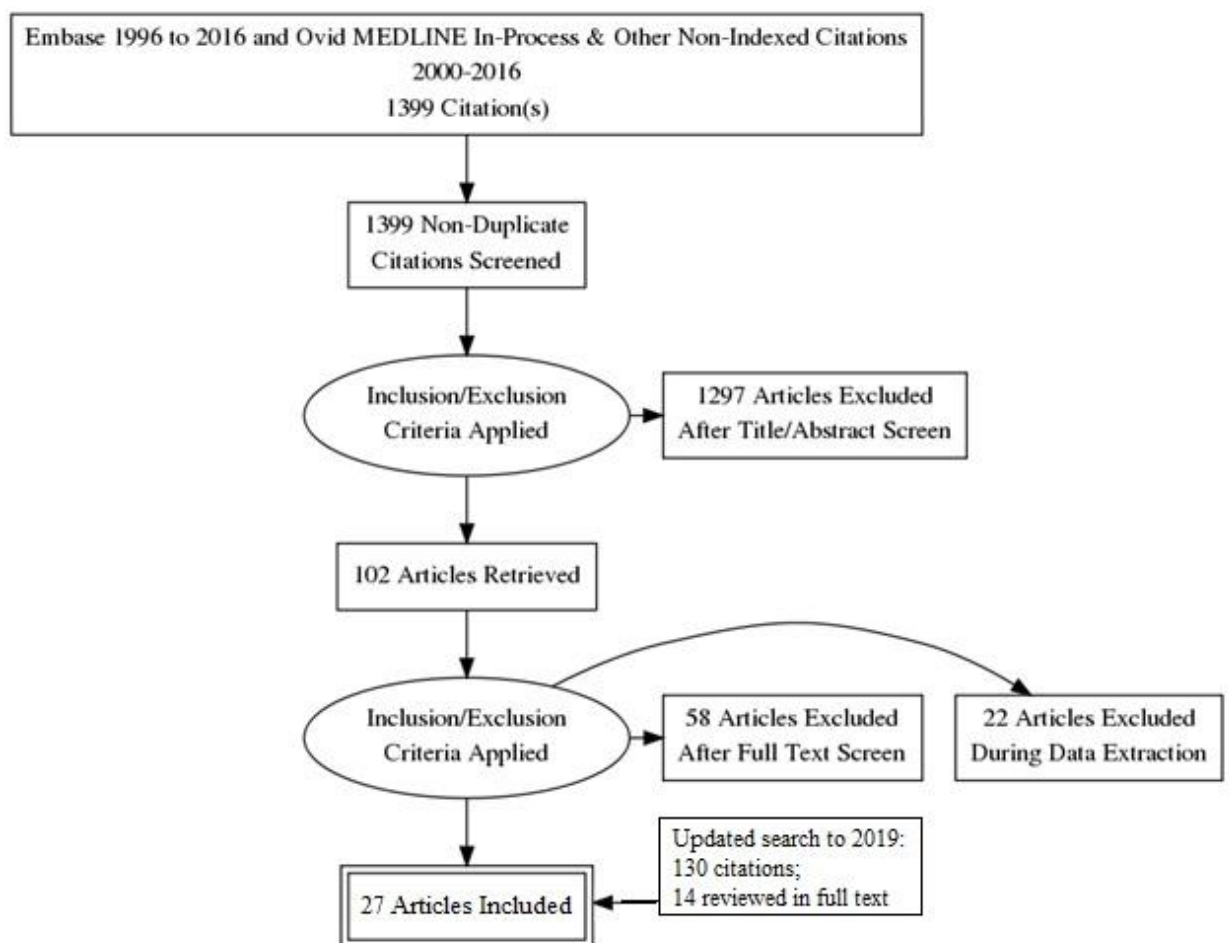 Embase 1996 to 2016 and Ovid MEDLINE In-Process & Other Non-Indexed Citations
2000-2016
1399 Citation(s)
1399 Non-Duplicate
Citations Screened
Inclusion/Exclusion
Criteria Applied
1297 Articles Excluded
After Title/Abstract Screen
102 Articles Retrieved
Inclusion/Exclusion
Criteria Applied
58 Articles Excluded
After Full Text Screen
22 Articles Excluded
During Data Extraction
Updated search to 2019:
130 citations;
14 reviewed in full text
27 Articles Included